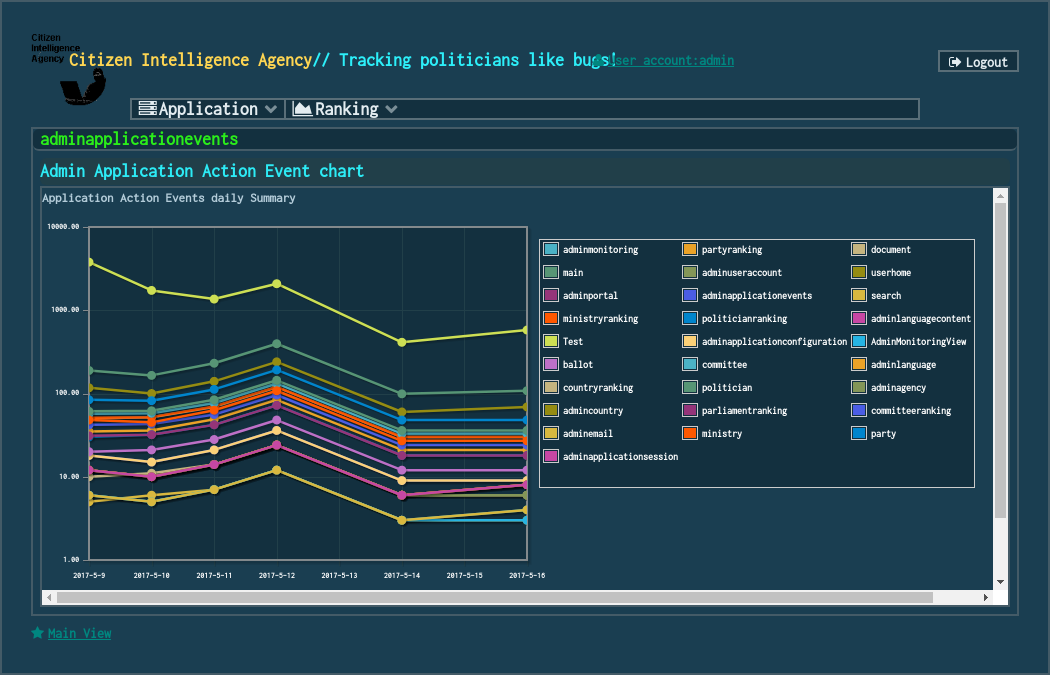 Citizen
Intelligence
Agency
Citizen Intelligence Agency// Tracking politicians like bugs!
User account:admin
Logout
Application
Ranking
adminapplicationevents
Admin Application Action Event chart
Application Action Events daily Summary
10000.00
1000.00
100.00
10.00
1.00
2017-5-9 2017-5-10 2017-5-11 2017-5-12 2017-5-13 2017-5-14 2017-5-15 2017-5-16
adminmonitoring partyranking document
main adminuseraccount userhome
adminportal adminapplicationevents search
ministryranking politicianranking adminlanguagecontent
Test adminapplicationconfiguration AdminMonitoringView
ballot committee adminlanguage
countryranking politician adminagency
admincountry parliamentranking committeeranking
adminemail ministry party
adminapplicationsession
Main View